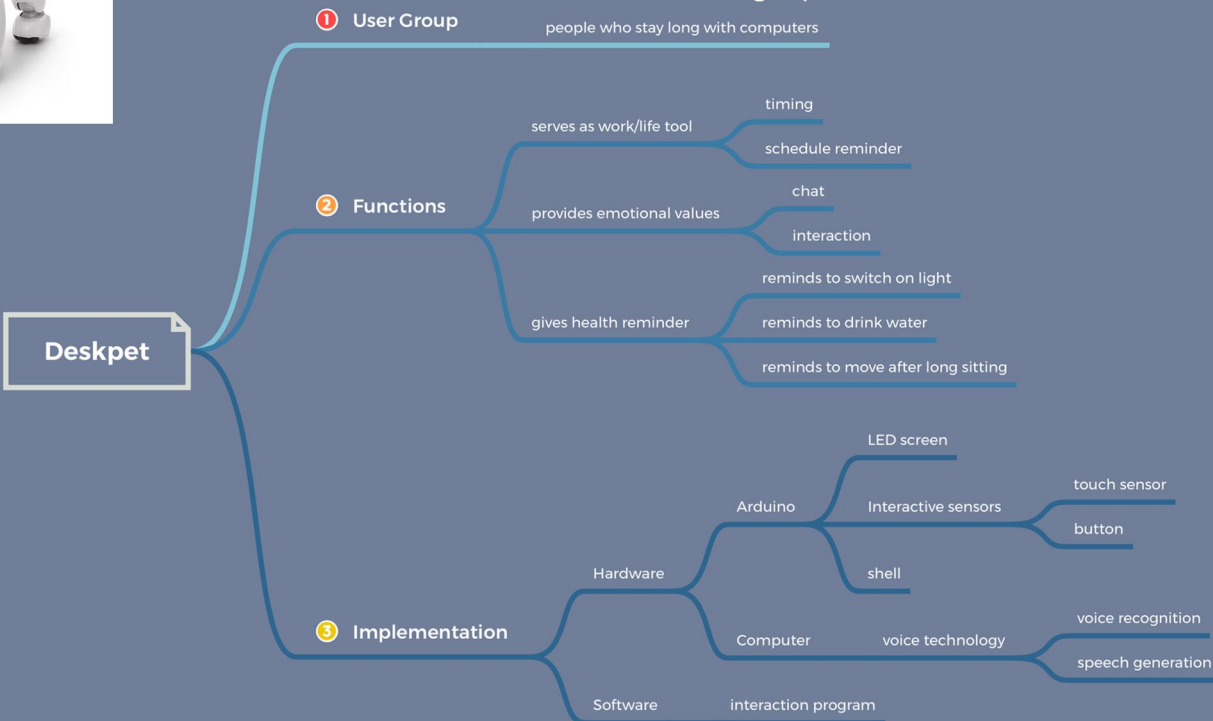 1 User Group
people who stay long with computers
2 Functions
serves as work/life tool
timing
schedule reminder
provides emotional values
chat
interaction
gives health reminder
reminds to switch on light
reminds to drink water
reminds to move after long sitting
Deskpet
3 Implementation
Hardware
Arduino
LED screen
Interactive sensors
touch sensor
button
shell
Computer
voice technology
voice recognition
speech generation
Software
interaction program